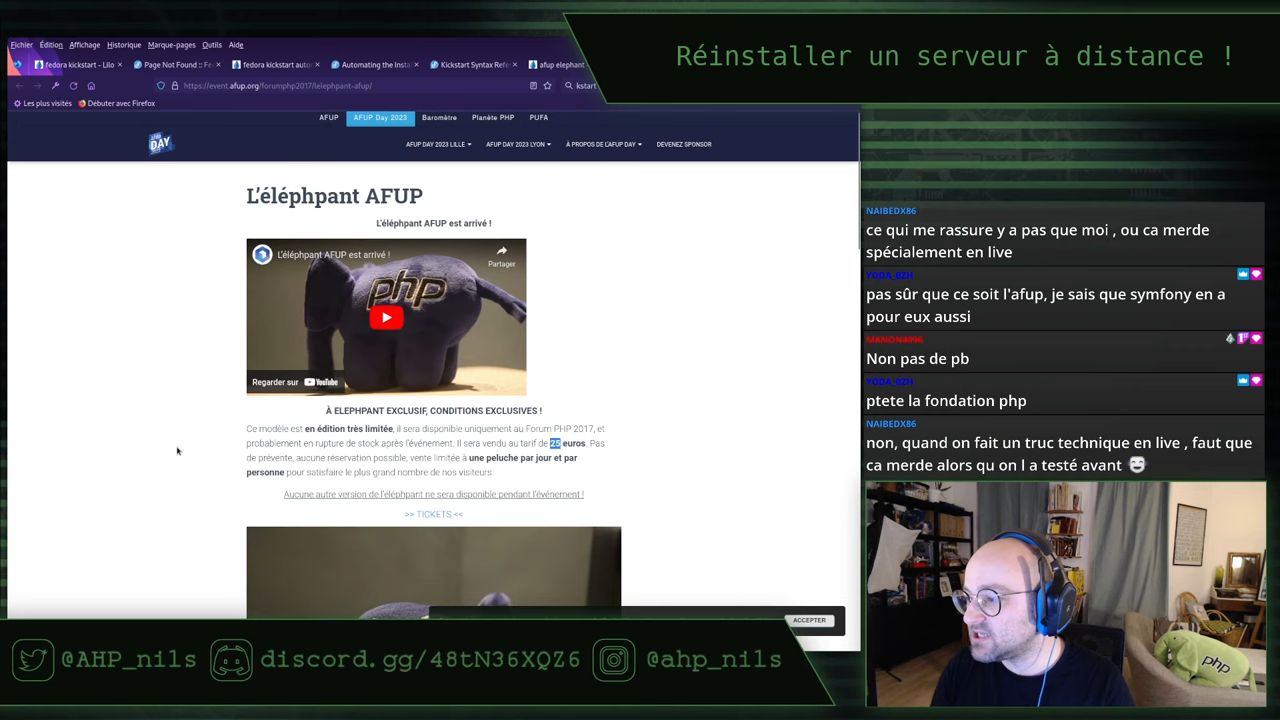 Réinstaller un serveur à distance !
Fichier Édition Affichage Historique Marque-pages Outils Aide
fedora kickstart - Lilo
Page Not Found :: F
fedora kickstart auto
Automating the Insta
Kickstart Syntax Refe
afup elephant
https://event.afup.org/forumphp2017/lelephpant-afup/
kstart
Les plus visités
Débuter avec Firefox
AFUP
AFUP Day 2023
Baromètre
Planète PHP
PUFA
DAY
AFUP DAY 2023 LILLE
AFUP DAY 2023 LYON
À PROPOS DE L'AFUP DAY
DEVENEZ SPONSOR
L'éléphpant AFUP
L'éléphpant AFUP est arrivé !
L'éléphpant AFUP est arrivé !
Partager
php
Regarder sur YouTube
À ELEPHPANT EXCLUSIF, CONDITIONS EXCLUSIVES !
Ce modèle est en édition très limitée, il sera disponible uniquement au Forum PHP 2017, et
probablement en rupture de stock après l'événement. Il sera vendu au tarif de 25 euros. Pas
de prévente, aucune réservation possible, vente limitée à une peluche par jour et par
personne pour satisfaire le plus grand nombre de nos visiteurs.
Aucune autre version de l'éléphpant ne sera disponible pendant l'événement !
>> TICKETS <<
ACCEPTER
NAIBEDX86
ce qui me rassure y a pas que moi , ou ca merde
spécialement en live
YODA_BZH
pas sûr que ce soit l'afup, je sais que symfony en a
pour eux aussi
Non pas de pb
YODA_BZH
ptete la fondation php
NAIBEDX86
non, quand on fait un truc technique en live , faut que
ca merde alors qu on l a testé avant
php
@AHP_nils
discord.gg/48tN36XQZ6
@ahp_nils